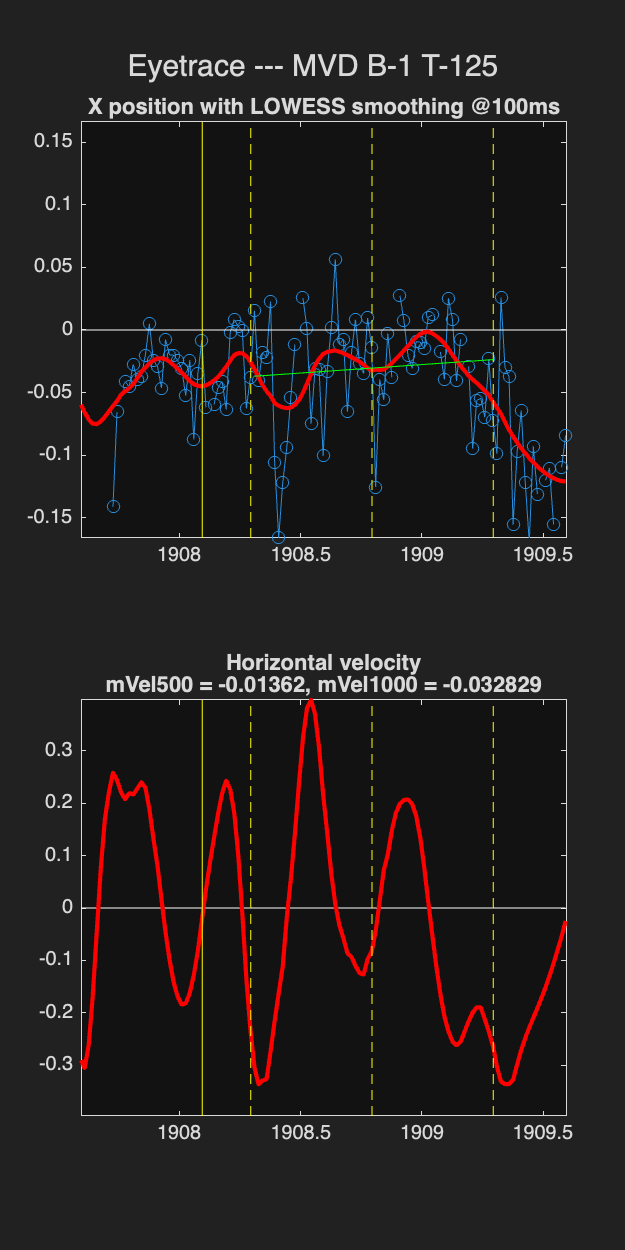 Eyetrace --- MVD B-1 T-125
X position with LOWESS smoothing @100ms
0.15
0.1
0.05
0
-0.05
-0.1
-0.15
1908 1908.5 1909 1909.5
Horizontal velocity
mVel500 = -0.01362, mVel1000 = -0.032829
0.3
0.2
0.1
0
-0.1
-0.2
-0.3
1908 1908.5 1909 1909.5